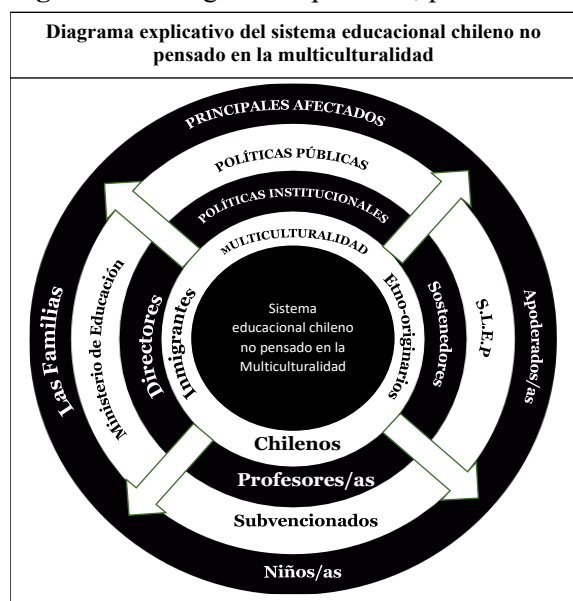 Diagrama explicativo del sistema educacional chileno no
pensado en la multiculturalidad
PRINCIPALES AFECTADOS
POLÍTICAS PÚBLICAS
POLÍTICAS INSTITUCIONALES
MULTICULTURALIDAD
Las Familias
Ministerio de Educación
Directores
Inmigrantes
Sistema
educacional chileno
no pensado en la
Multiculturalidad
Etno-originarios
Sostenedores
S.L.E.P
Apoderados/as
Chilenos
Profesores/as
Subvencionados
Niños/as